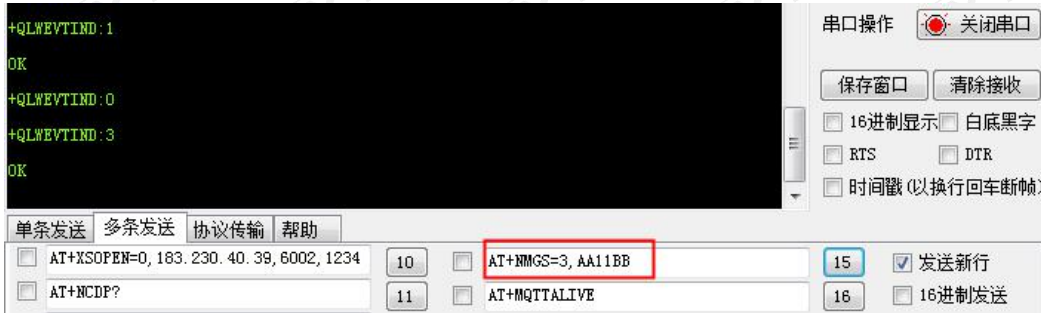 +QLWEVTIND:1
OK
+QLWEVTIND:0
+QLWEVTIND:3
OK
串口操作 关闭串口
保存窗口 清除接收
16进制显示 白底黑字
RTS DTR
时间戳(以换行回车断帧)
单条发送 多条发送 协议传输 帮助
AT+XSOPEN=0,183.230.40.39,6002,1234 10 AT+NMGS=3,AA11BB 15 发送新行
AT+NCDP? 11 AT+MQTTALIVE 16 16进制发送